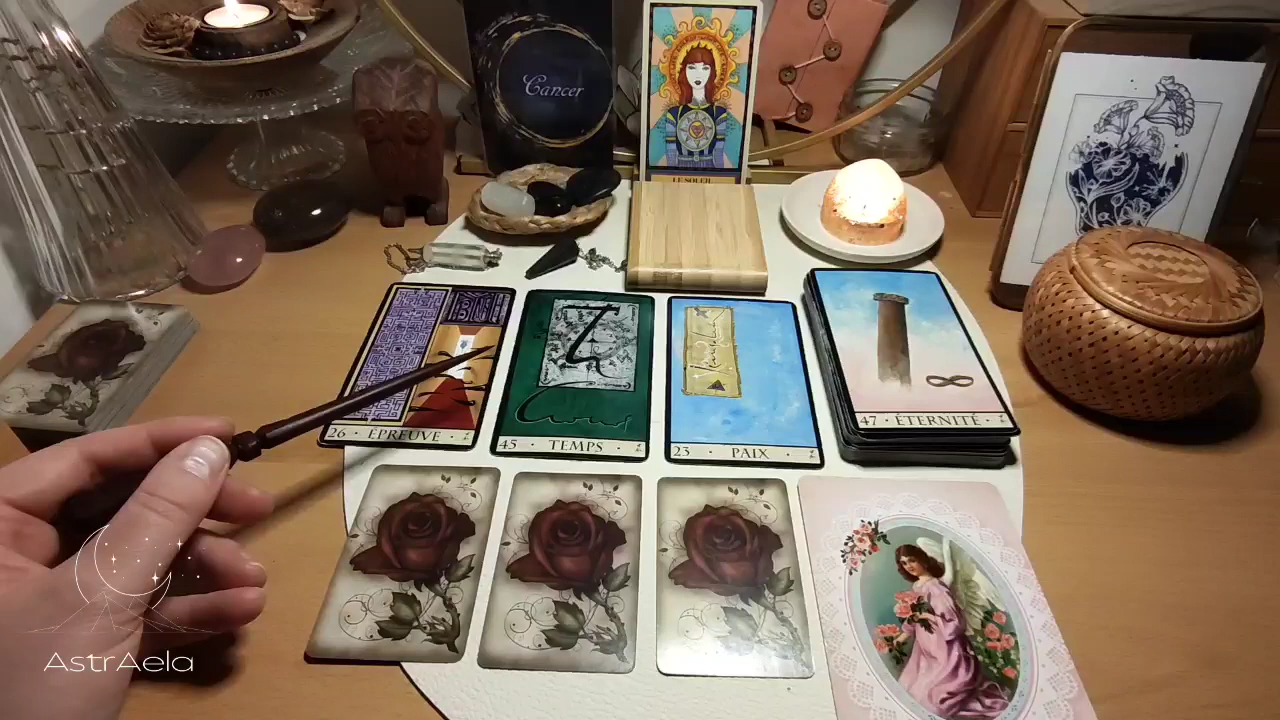 Cancer
LE SOLEIL
26 · ÉPREUVE ·
45 · TEMPS ·
23 · PAIX ·
47 · ÉTERNITÉ ·
AstrAela